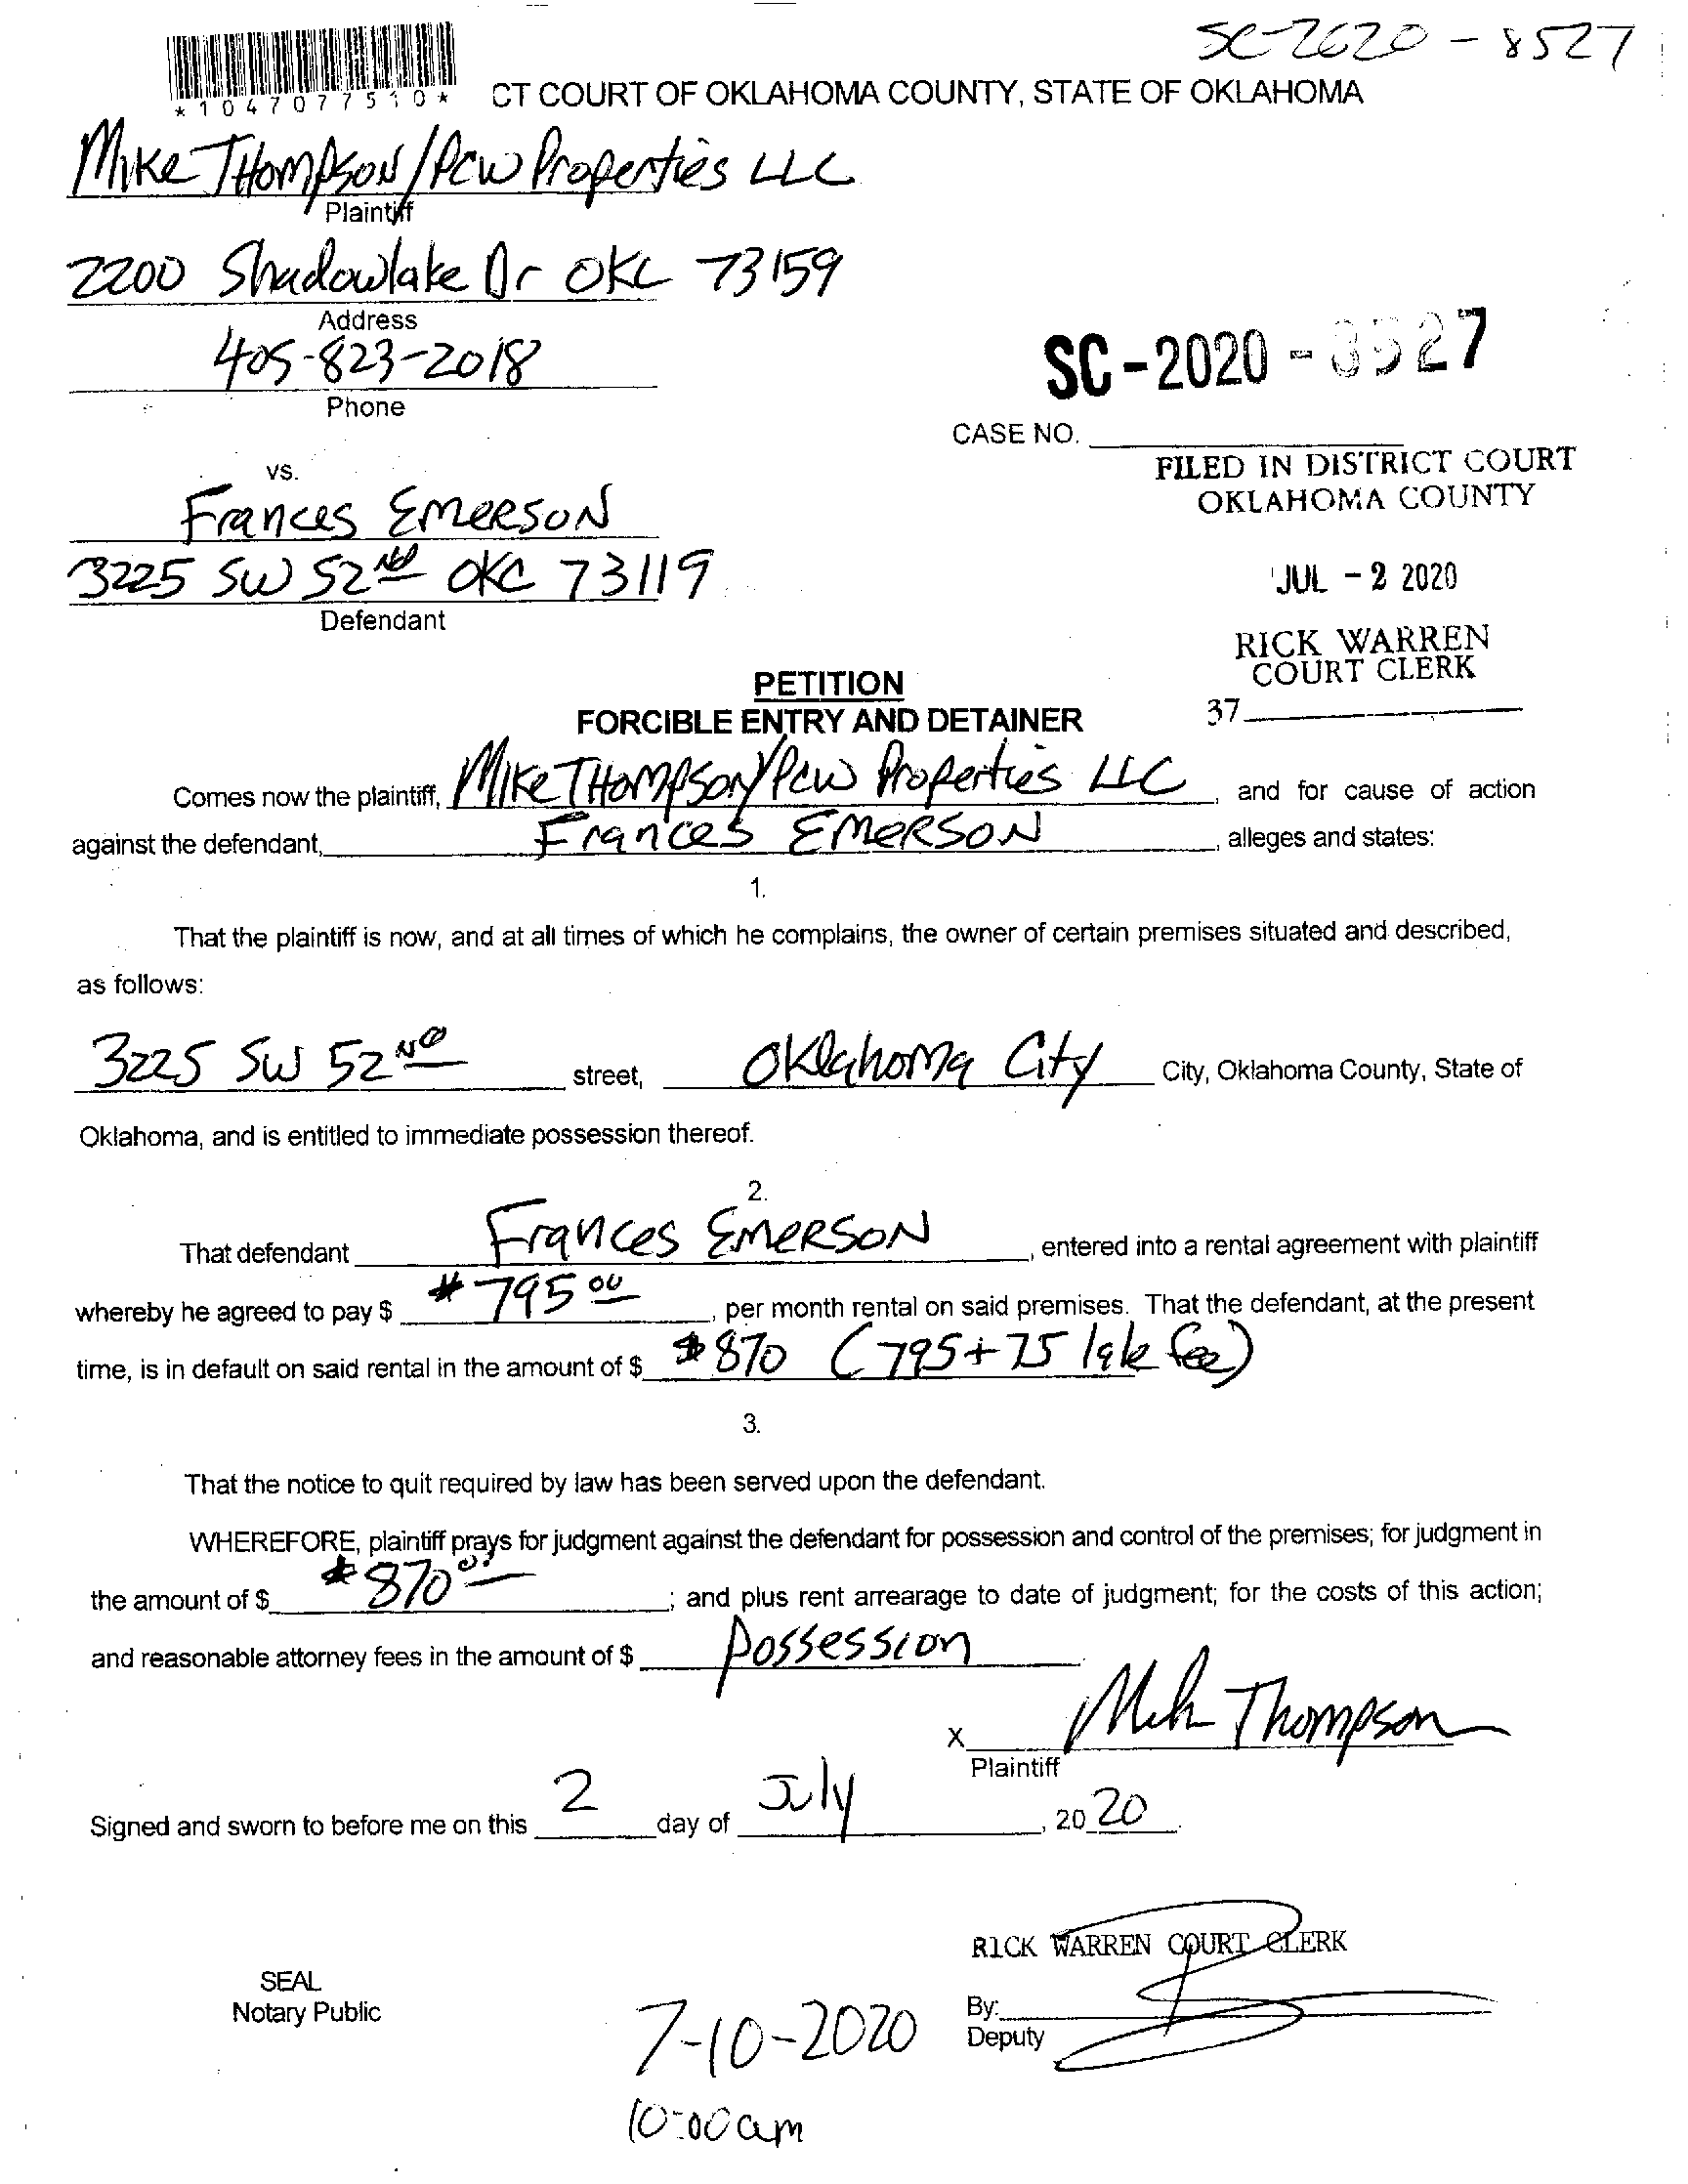 SC-2020-8527
*1047077510*
CT COURT OF OKLAHOMA COUNTY, STATE OF OKLAHOMA
Mike THOMPSON/PCW Properties LLC
Plaintiff
2200 Shadowlake Dr OKC 73159
Address
405-823-2018
Phone
SC-2020-8527
CASE NO.
FILED IN DISTRICT COURT
OKLAHOMA COUNTY
vs.
Frances EMERSON
3225 SW 52ND OKC 73119
Defendant
JUL - 2 2020
RICK WARREN
COURT CLERK
37
PETITION
FORCIBLE ENTRY AND DETAINER
Comes now the plaintiff, Mike THOMPSON/PCW Properties LLC, and for cause of action
against the defendant, Frances EMERSON, alleges and states:
1.
That the plaintiff is now, and at all times of which he complains, the owner of certain premises situated and described,
as follows:
3225 SW 52ND street, Oklahoma City City, Oklahoma County, State of
Oklahoma, and is entitled to immediate possession thereof.
2.
That defendant Frances EMERSON, entered into a rental agreement with plaintiff
whereby he agreed to pay $ $795.00, per month rental on said premises. That the defendant, at the present
time, is in default on said rental in the amount of $ $870 (795+75 late fee)
3.
That the notice to quit required by law has been served upon the defendant.
WHEREFORE, plaintiff prays for judgment against the defendant for possession and control of the premises; for judgment in
the amount of $ $870.00; and plus rent arrearage to date of judgment; for the costs of this action;
and reasonable attorney fees in the amount of $ possession
X Mike Thompson
Plaintiff
Signed and sworn to before me on this 2 day of July, 20 20.
RICK WARREN COURT CLERK
SEAL
Notary Public
By:
Deputy
7-10-2020
10:00am